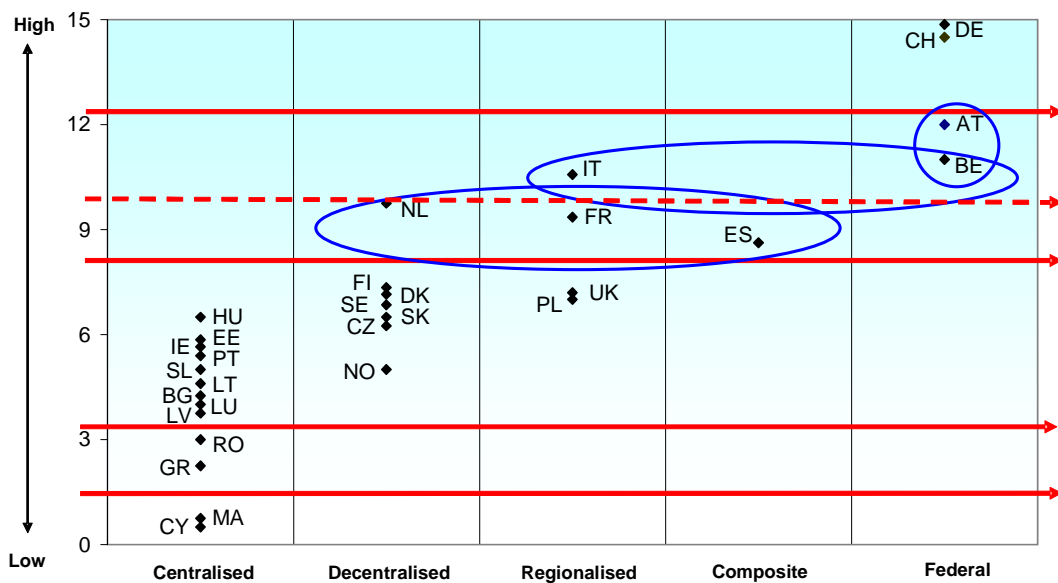 High
15
DE
CH
12
AT
IT
BE
NL
FR
9
ES
FI
DK
UK
SE
PL
SK
HU
CZ
6
EE
IE
PT
SL
NO
LT
BG
LU
LV
3
RO
GR
MA
CY
0
Low
Centralised Decentralised Regionalised Composite Federal